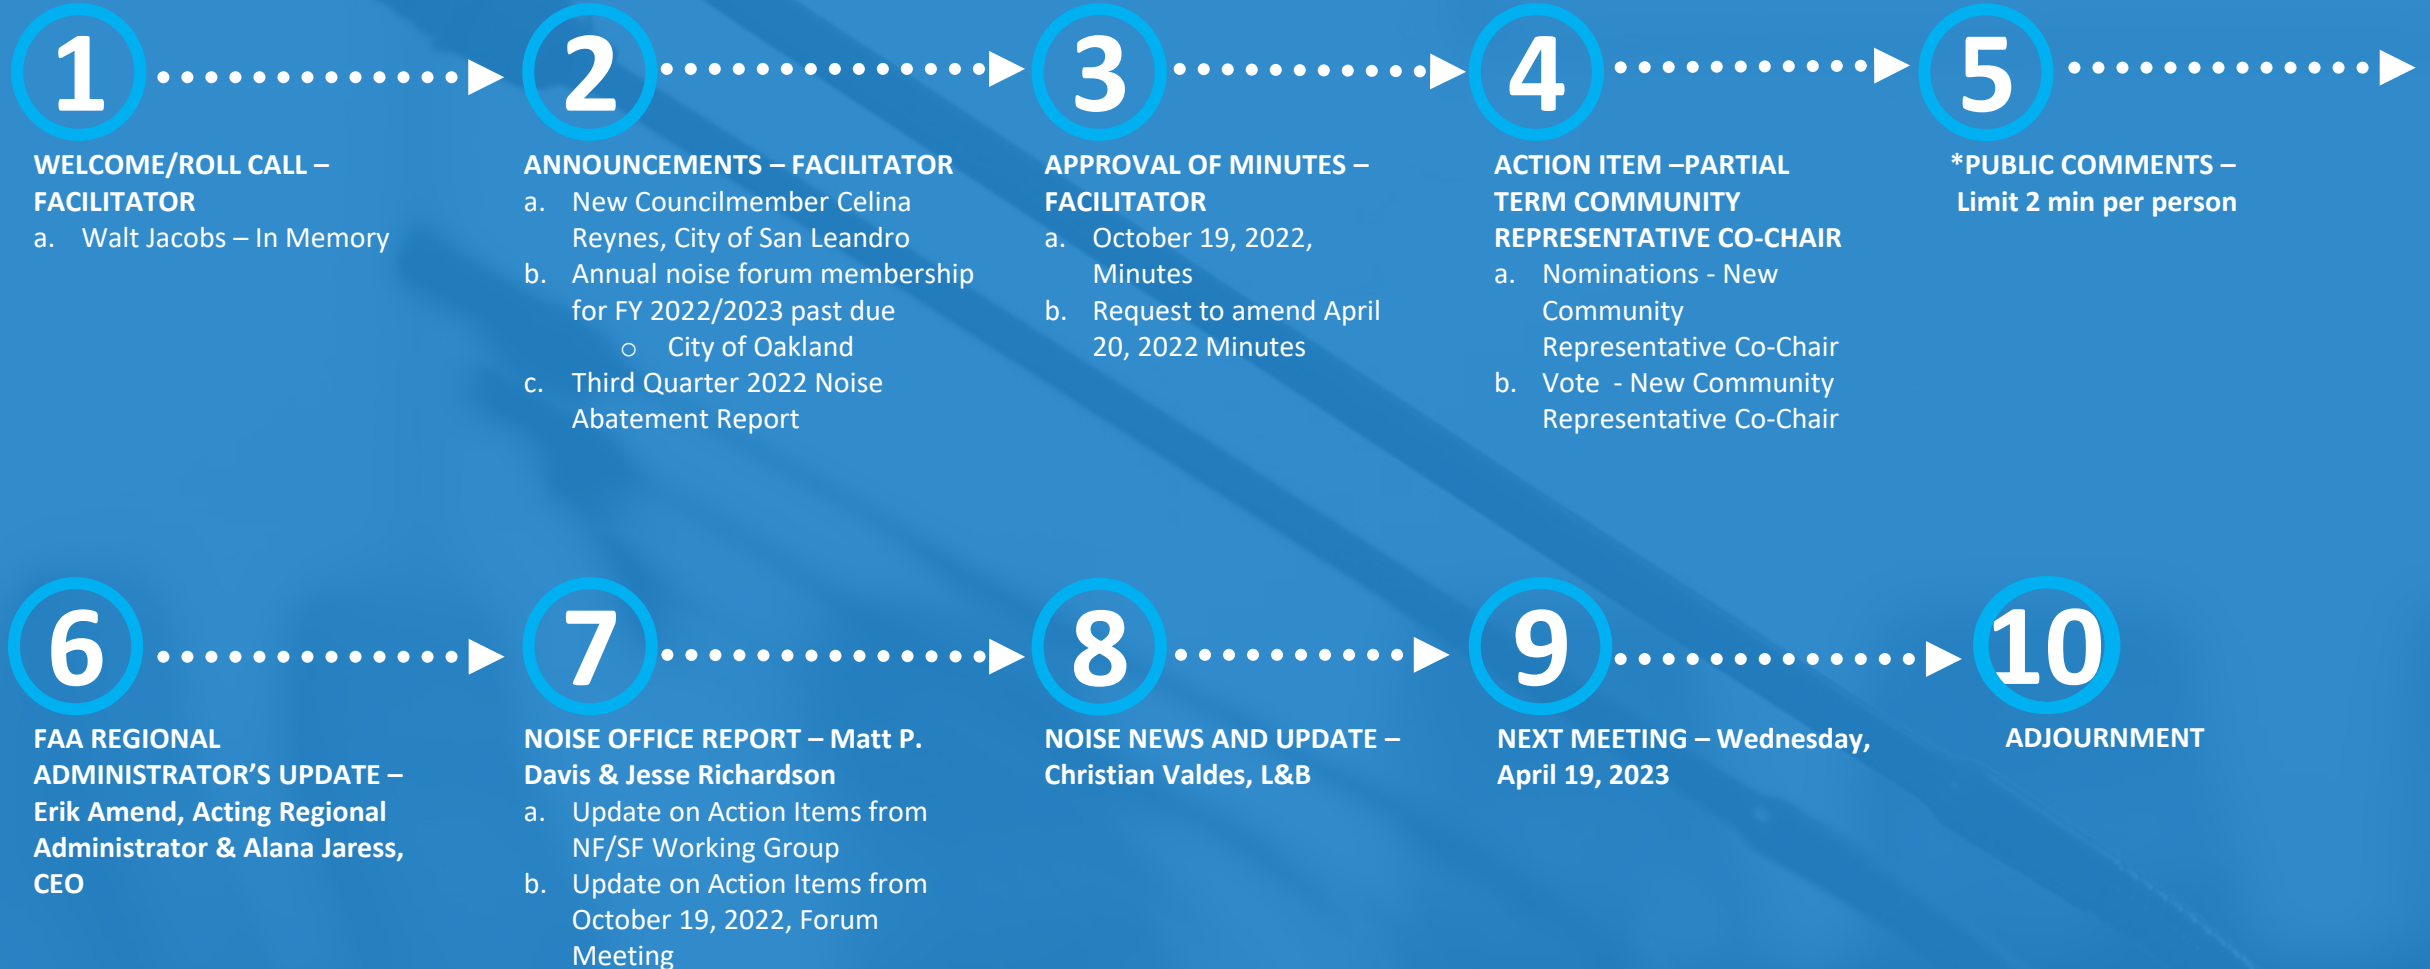 1
WELCOME/ROLL CALL –
FACILITATOR
a. Walt Jacobs – In Memory
2
ANNOUNCEMENTS – FACILITATOR
a. New Councilmember Celina
Reynes, City of San Leandro
b. Annual noise forum membership
for FY 2022/2023 past due
o City of Oakland
c. Third Quarter 2022 Noise
Abatement Report
3
APPROVAL OF MINUTES –
FACILITATOR
a. October 19, 2022,
Minutes
b. Request to amend April
20, 2022 Minutes
4
ACTION ITEM –PARTIAL
TERM COMMUNITY
REPRESENTATIVE CO-CHAIR
a. Nominations - New
Community
Representative Co-Chair
b. Vote - New Community
Representative Co-Chair
5
*PUBLIC COMMENTS –
Limit 2 min per person
6
FAA REGIONAL
ADMINISTRATOR’S UPDATE –
Erik Amend, Acting Regional
Administrator & Alana Jaress,
CEO
7
NOISE OFFICE REPORT – Matt P.
Davis & Jesse Richardson
a. Update on Action Items from
NF/SF Working Group
b. Update on Action Items from
October 19, 2022, Forum
Meeting
8
NOISE NEWS AND UPDATE –
Christian Valdes, L&B
9
NEXT MEETING – Wednesday,
April 19, 2023
10
ADJOURNMENT